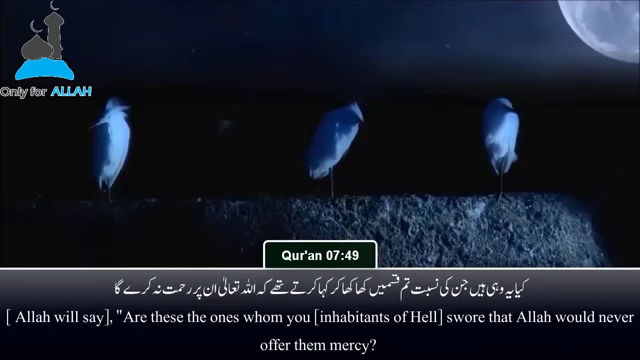 Only for ALLAH
Qur'an 07:49
کیا یہ وہی ہیں جن کی نسبت تم قسمیں کھا کھا کر کہا کرتے تھے کہ اللہ تعالیٰ ان پر رحمت نہ کرے گا
[ Allah will say], "Are these the ones whom you [inhabitants of Hell] swore that Allah would never
offer them mercy?